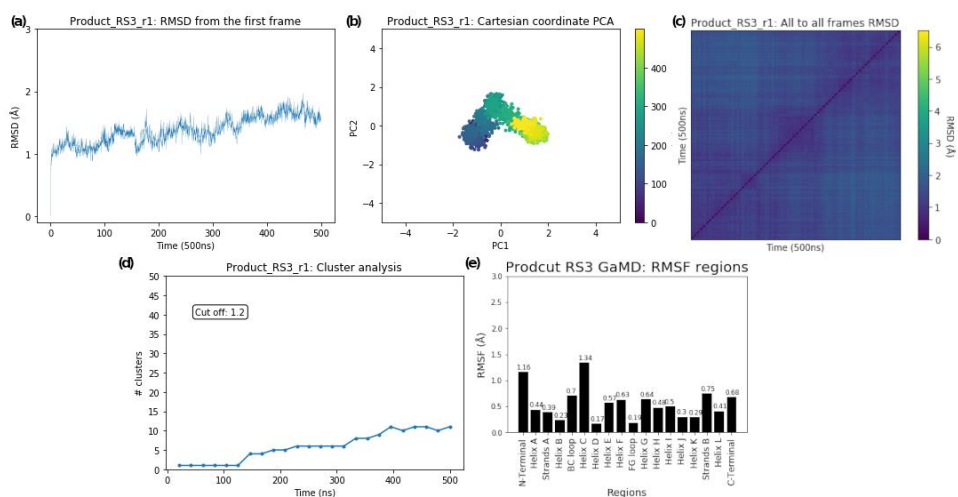 (a)
Product_RS3_r1: RMSD from the first frame
3
2
1
0
RMSD (Å)
0 100 200 300 400 500
Time (500ns)
(b)
Product_RS3_r1: Cartesian coordinate PCA
4
2
0
−2
−4
PC2
−4 −2 0 2 4
PC1
400
300
200
100
0
(c)
Product_RS3_r1: All to all frames RMSD
Time (500ns)
Time (500ns)
6
5
4
3
2
1
0
RMSD (Å)
(d)
Product_RS3_r1: Cluster analysis
Cut off: 1.2
50
45
40
35
30
25
20
15
10
5
0
# clusters
0 100 200 300 400 500
Time (ns)
(e)
Prodcut RS3 GaMD: RMSF regions
3.0
2.5
2.0
1.5
1.0
0.5
0.0
RMSF (Å)
1.16 0.44 0.39 0.23 0.7 1.34 0.17 0.57 0.63 0.19 0.64 0.48 0.5 0.3 0.29 0.75 0.41 0.68
N-Terminal
Helix A
Strands A
Helix B
BC loop
Helix C
Helix D
Helix E
Helix F
FG loop
Helix G
Helix H
Helix I
Helix J
Helix K
Strands B
Helix L
C-Terminal
Regions